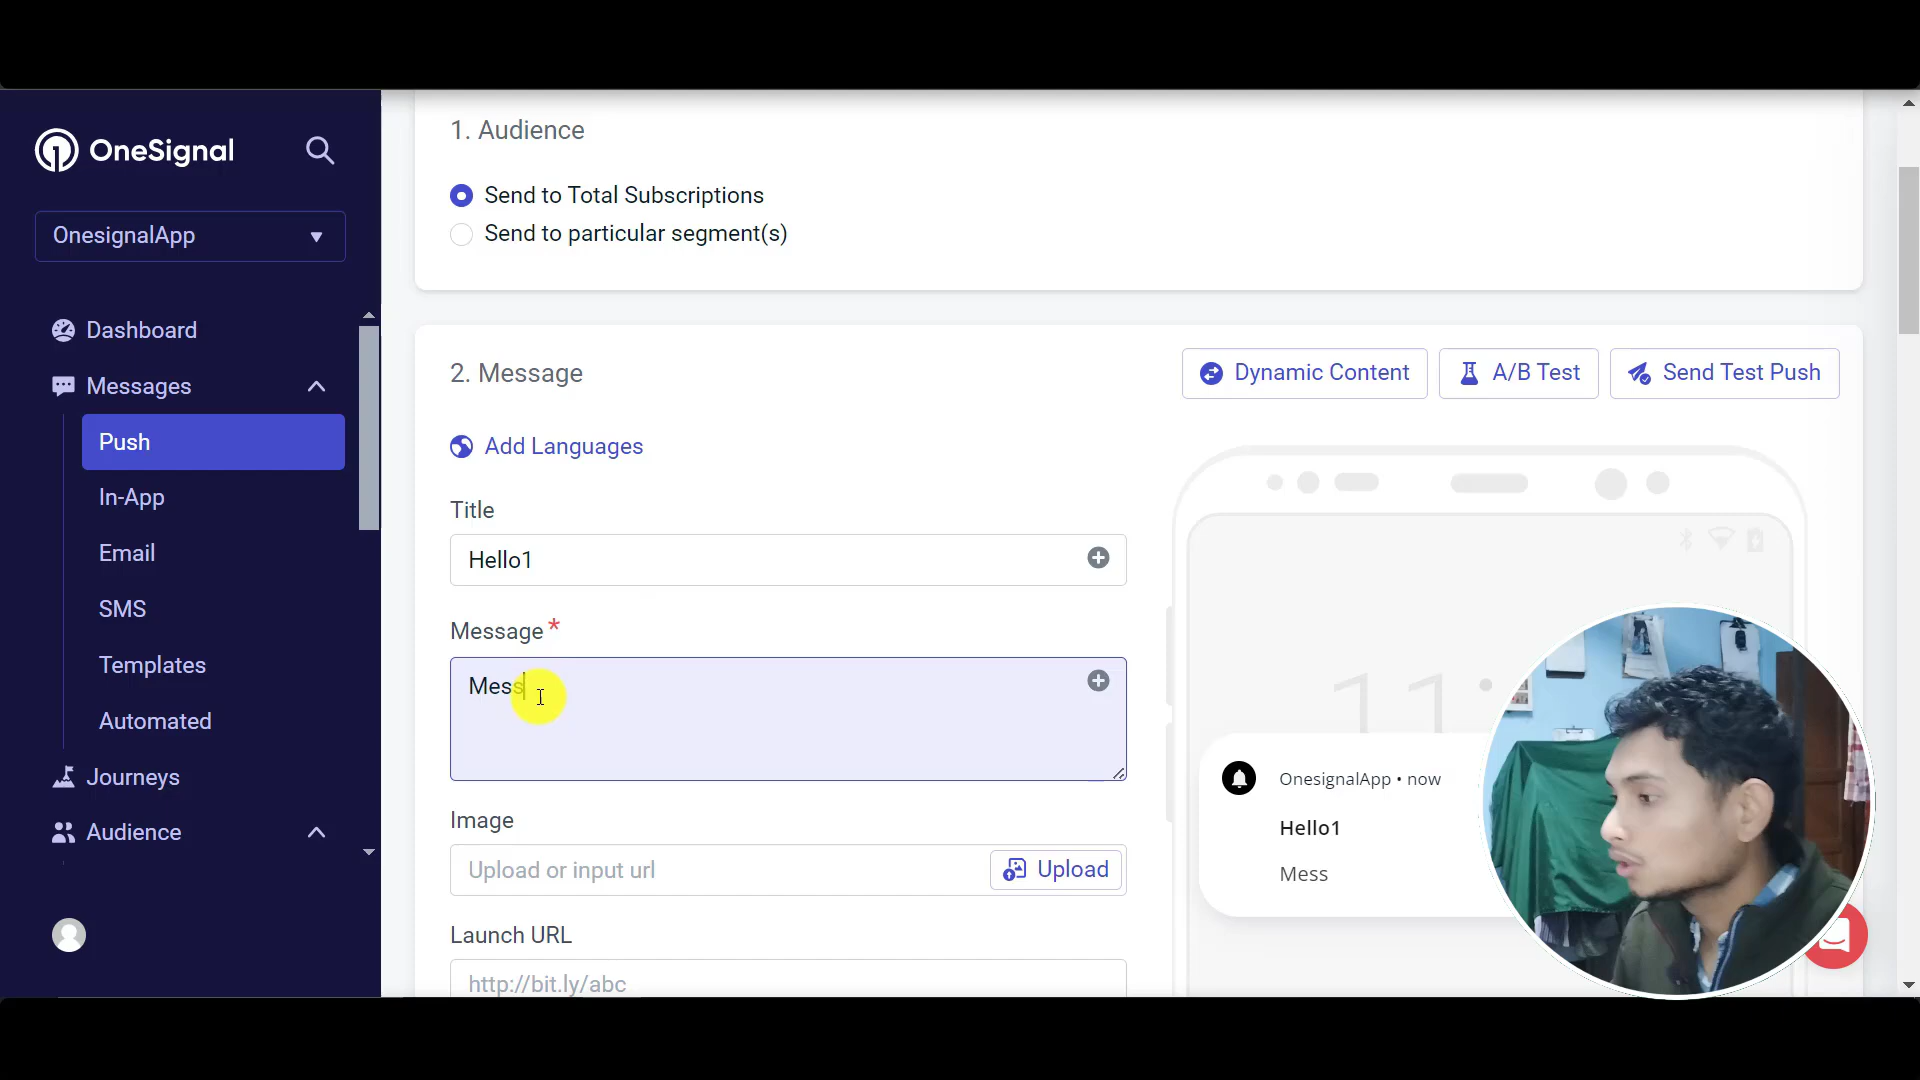 OneSignal
OnesignalApp
Dashboard
Messages
Push
In-App
Email
SMS
Templates
Automated
Journeys
Audience
1. Audience
Send to Total Subscriptions
Send to particular segment(s)
2. Message
Dynamic Content
A/B Test
Send Test Push
Add Languages
Title
Hello1
Message *
Mess
Image
Upload or input url
Upload
Launch URL
http://bit.ly/abc
11:
OnesignalApp • now
Hello1
Mess